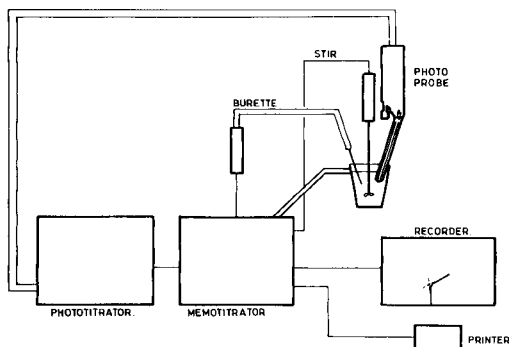 STIR
PHOTO
PROBE
BURETTE
RECORDER
PHOTOTITRATOR.
MEMOTITRATOR
PRINTER